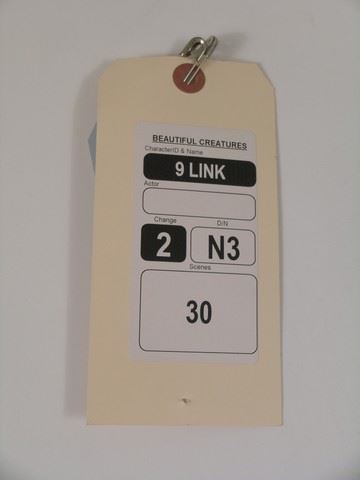 BEAUTIFUL CREATURES
CharacterID & Name
9 LINK
Actor
Change D/N
2 N3
Scenes
30